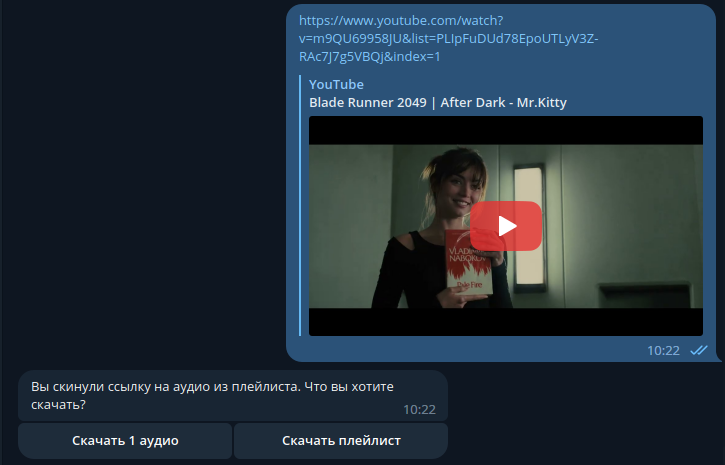 https://www.youtube.com/watch?
v=m9QU69958JU&list=PLIpFuDUd78EpoUTLyV3Z-
RAc7J7g5VBQj&index=1
YouTube
Blade Runner 2049 | After Dark - Mr.Kitty
VLADIMIR
NABOKOV
Pale Fire
10:22
Вы скинули ссылку на аудио из плейлиста. Что вы хотите
скачать?
10:22
Скачать 1 аудио
Скачать плейлист